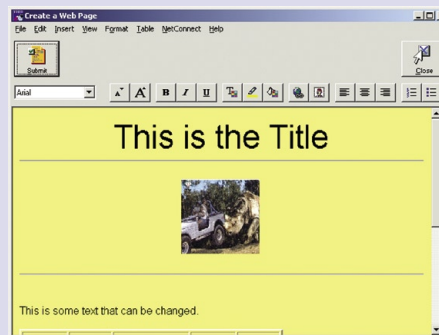 Create a Web Page
File Edit Insert View Format Table NetConnect Help
Submit
Close
Arial
A A B I U
This is the Title
This is some text that can be changed.